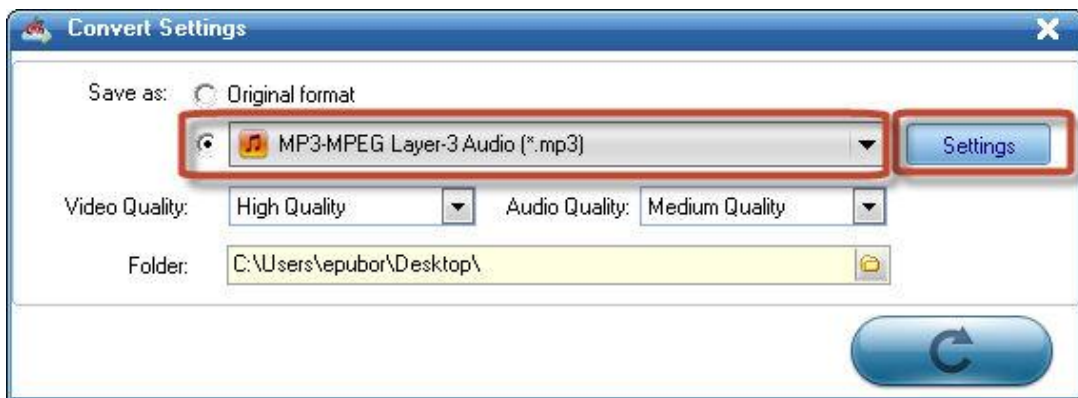 Convert Settings
Save as: Original format
MP3-MPEG Layer-3 Audio (*.mp3) Settings
Video Quality: High Quality Audio Quality: Medium Quality
Folder: C:\Users\epubor\Desktop\